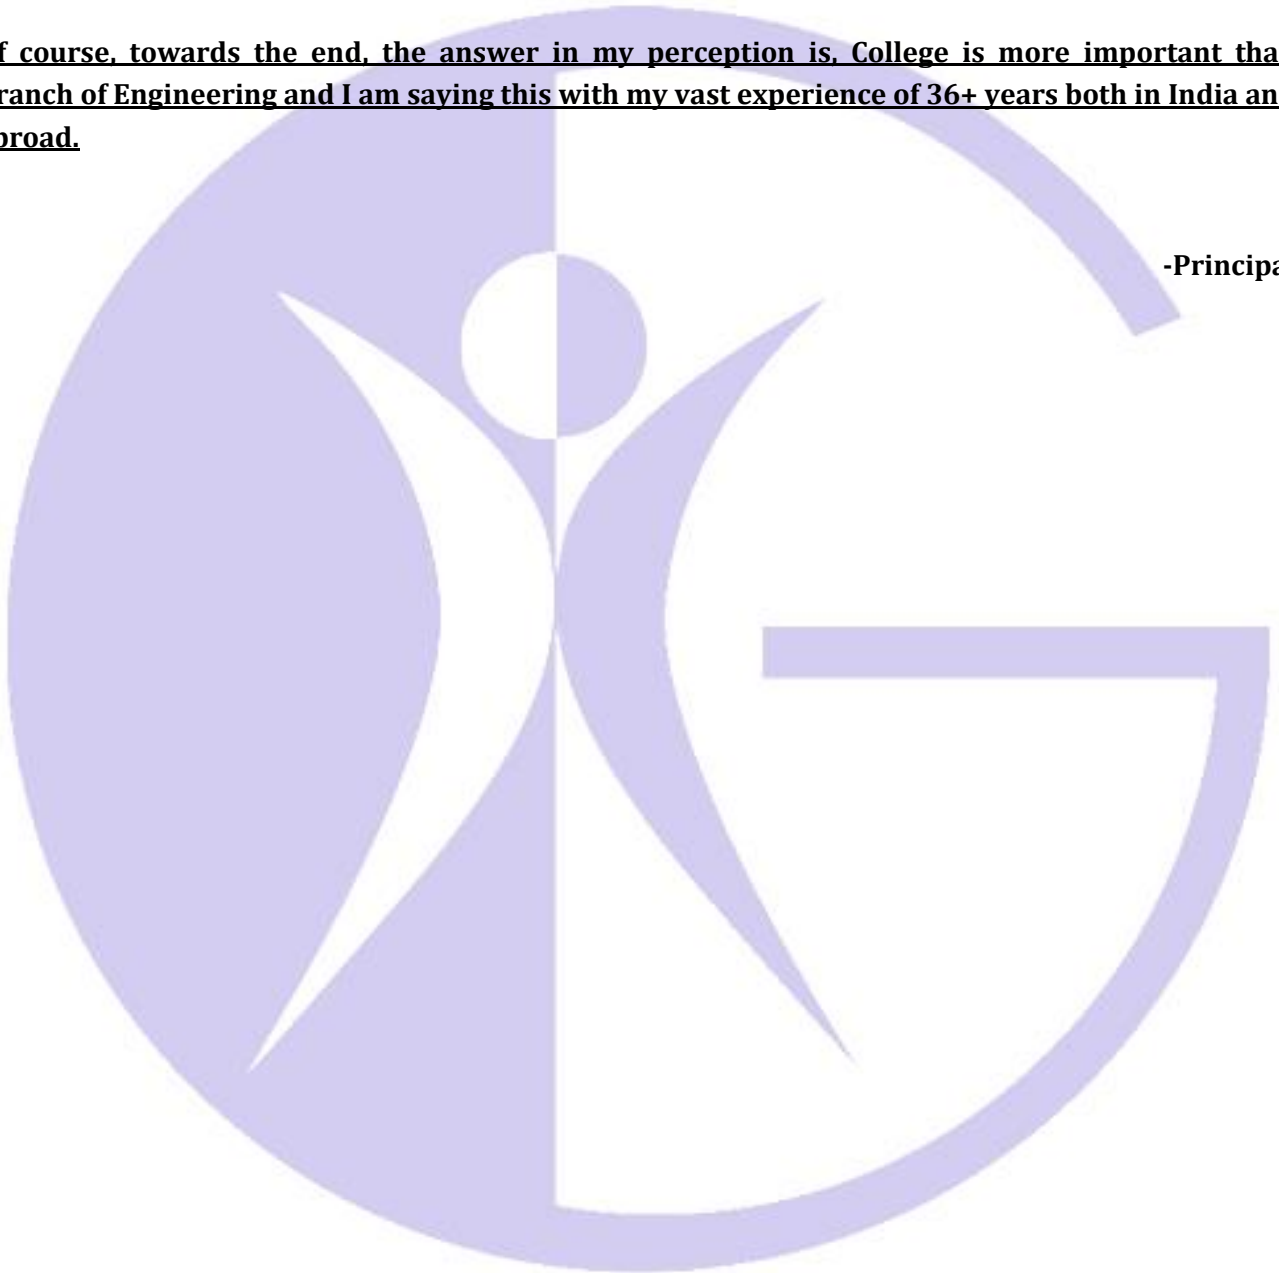 f course, towards the end, the answer in my perception is, College is more important tha
ranch of Engineering and I am saying this with my vast experience of 36+ years both in India an
broad.
-Principa